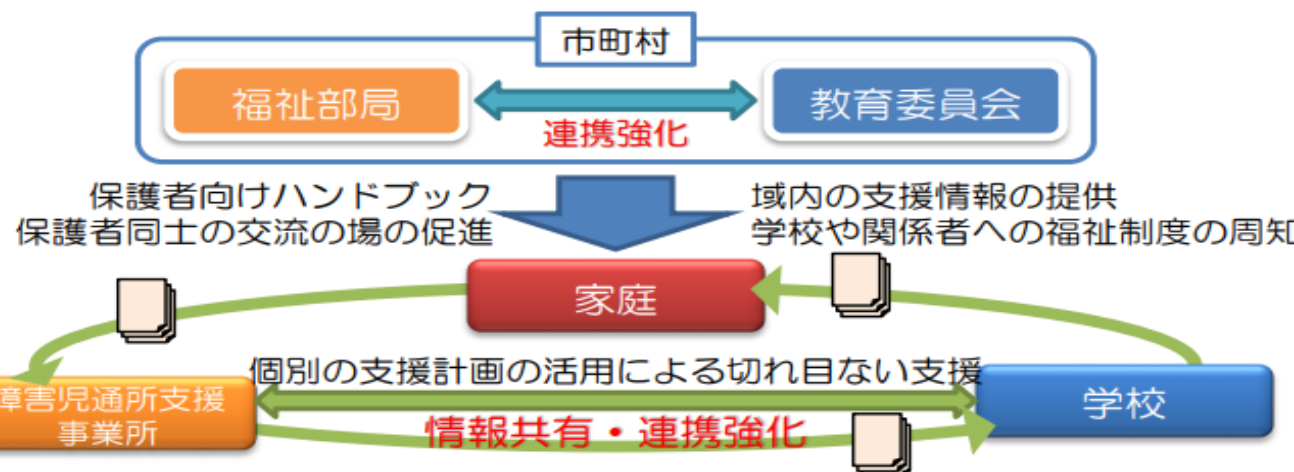 市町村
福祉部局
教育委員会
連携強化
保護者向けハンドブック
保護者同士の交流の場の促進
域内の支援情報の提供
学校や関係者への福祉制度の周知
家庭
個別の支援計画の活用による切れ目ない支援
障害児通所支援
事業所
学校
情報共有・連携強化